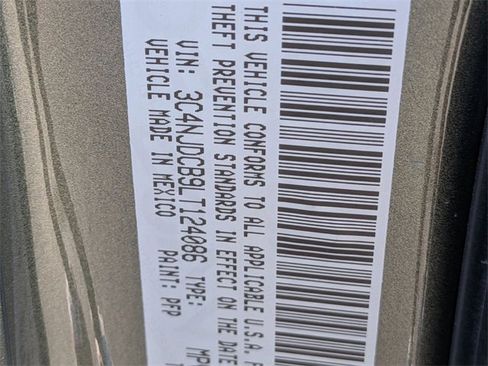 THIS VEHICLE CONFORMS TO ALL APPLICABLE U.S.A.
THEFT PREVENTION STANDARDS IN EFFECT ON THE DATE
VIN: 3C4NJDCB9LT124086 TYPE:
VEHICLE MADE IN MEXICO PAINT: PFP